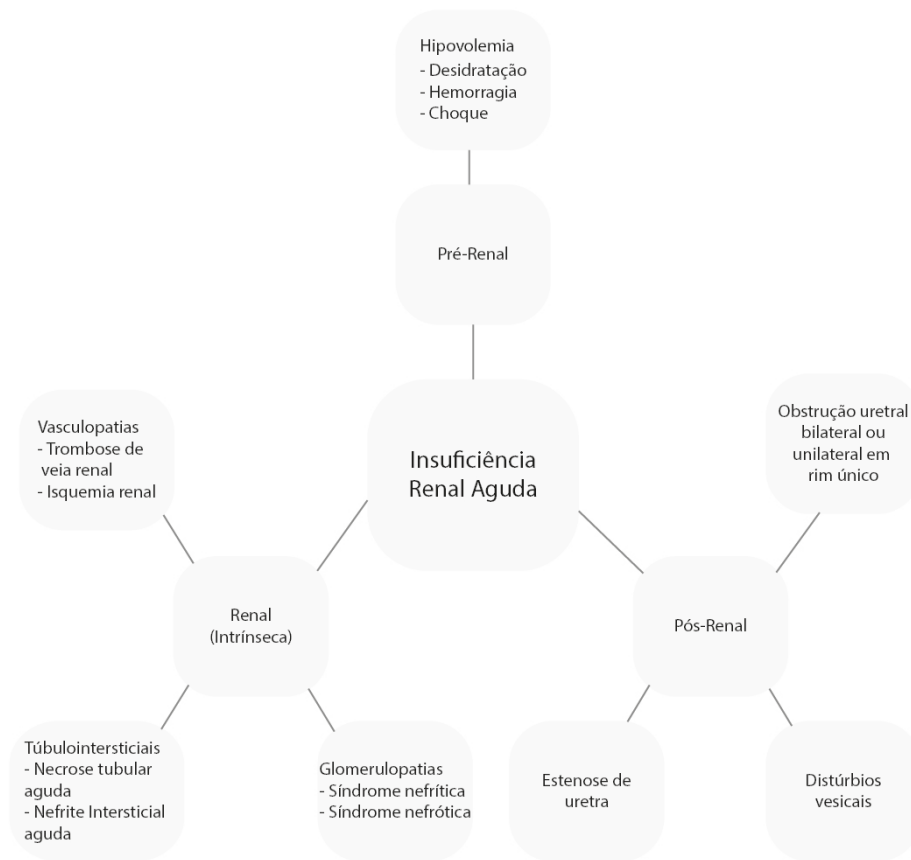 Hipovolemia
- Desidratação
- Hemorragia
- Choque
Pré-Renal
Insuficiência
Renal Aguda
Vasculopatias
- Trombose de
veia renal
- Isquemia renal
Obstrução uretral
bilateral ou
unilateral em
rim único
Renal
(Intrínseca)
Pós-Renal
Túbulointersticiais
- Necrose tubular
aguda
- Nefrite Intersticial
aguda
Glomerulopatias
- Síndrome nefrítica
- Síndrome nefrótica
Estenose de
uretra
Distúrbios
vesicais